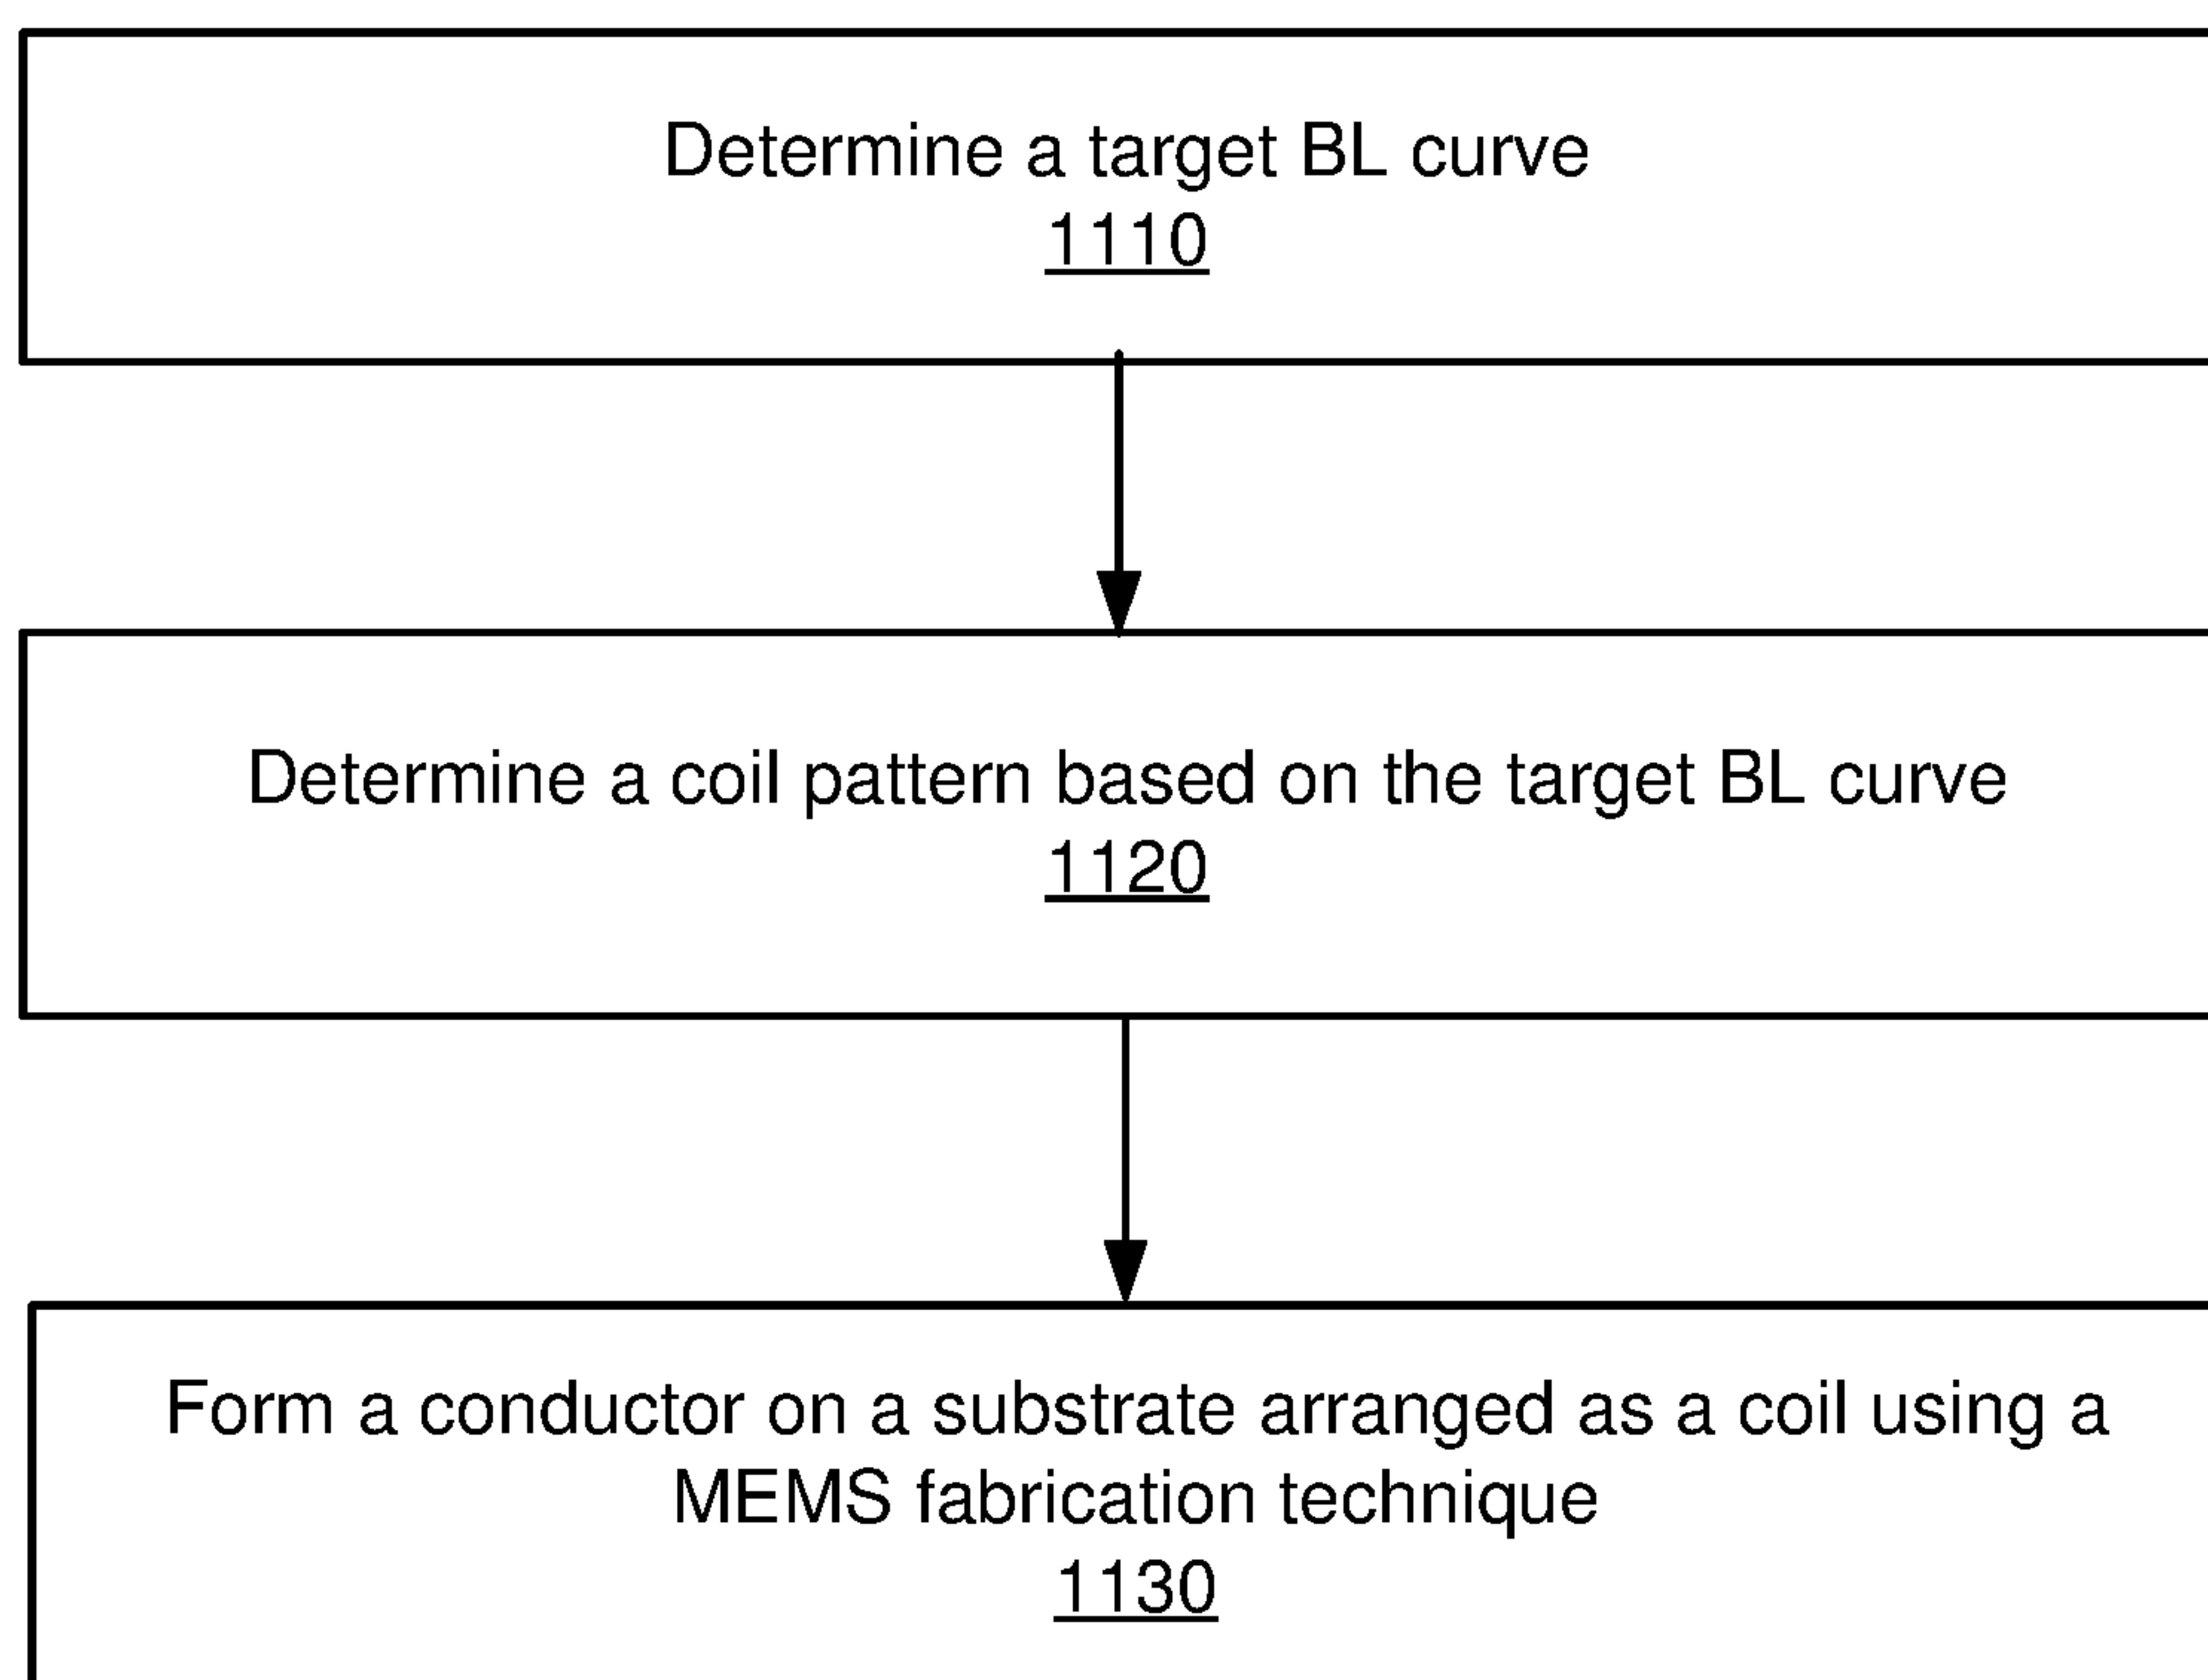 Determine a target BL curve
1110
Determine a coil pattern based on the target BL curve
1120
Form a conductor on a substrate arranged as a coil using a
MEMS fabrication technique
1130